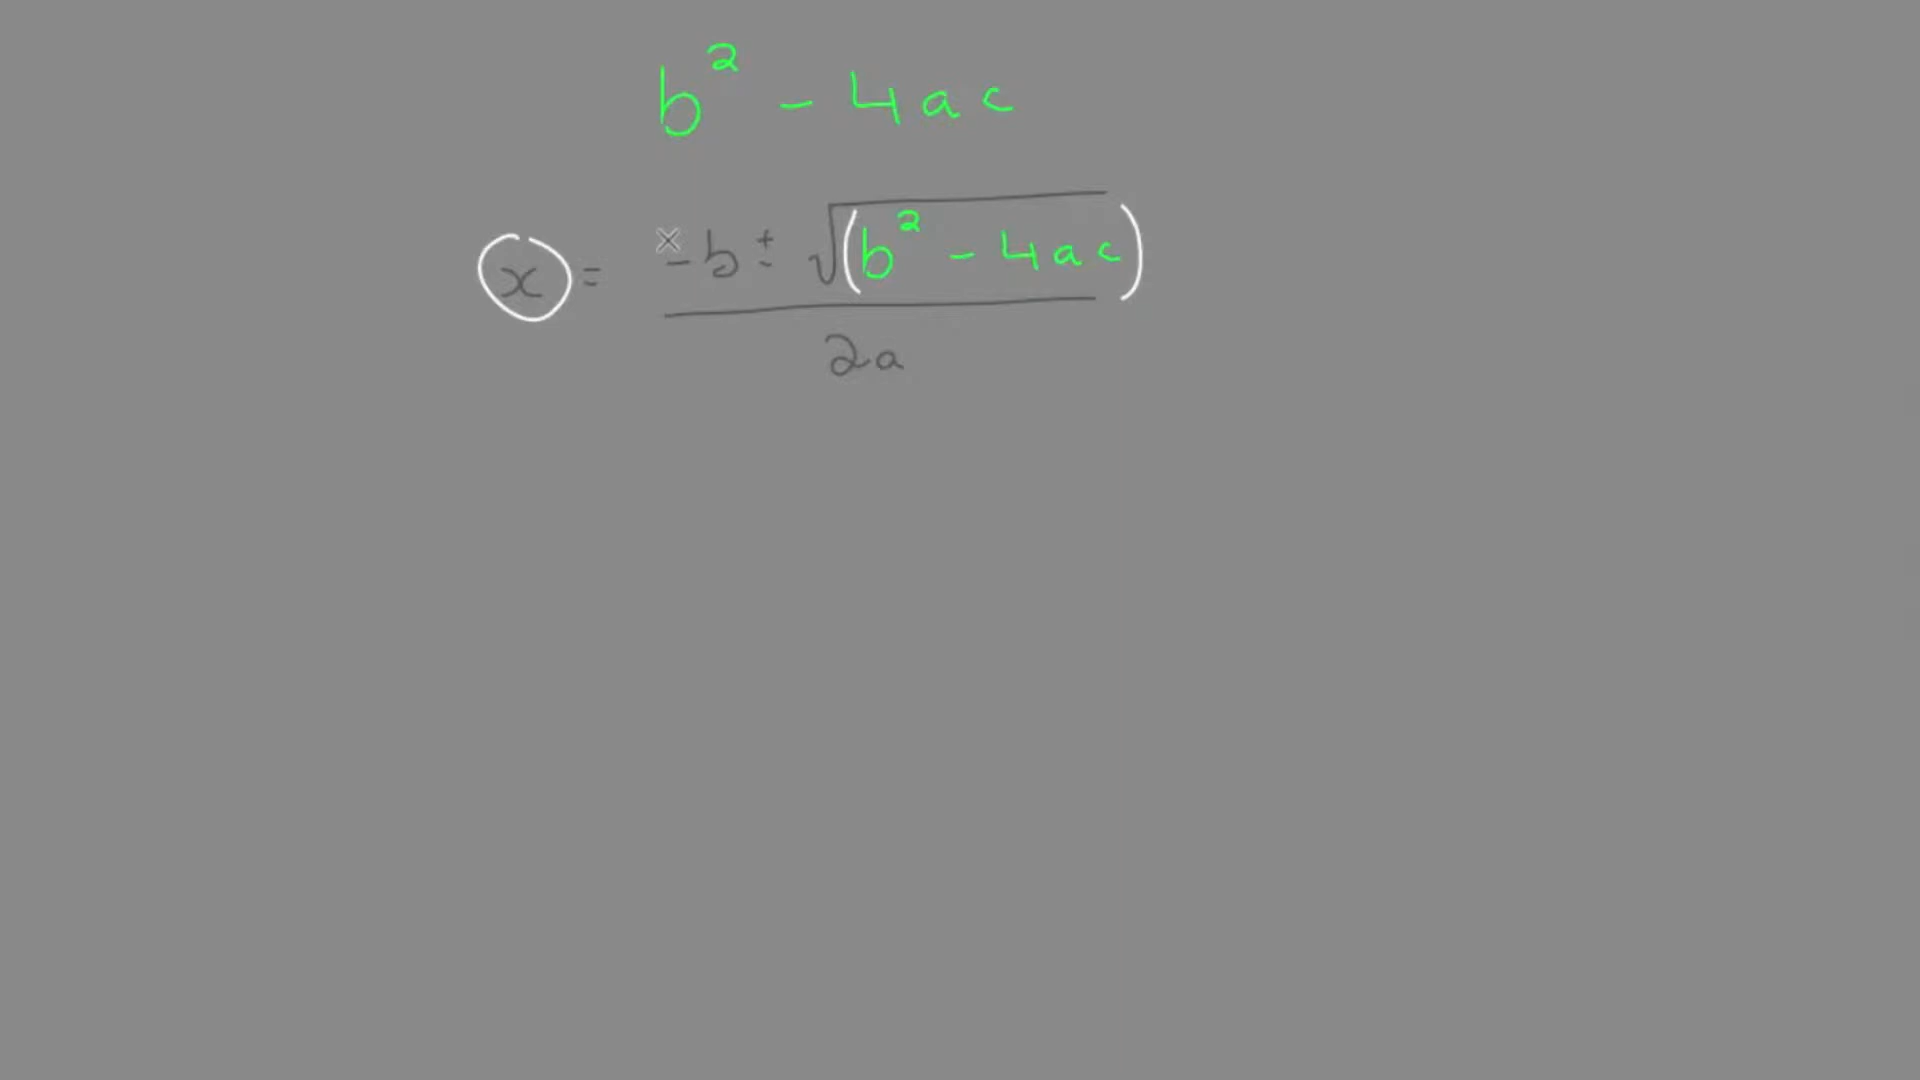 b² - 4ac
x = -b ± √(b² - 4ac)
2a